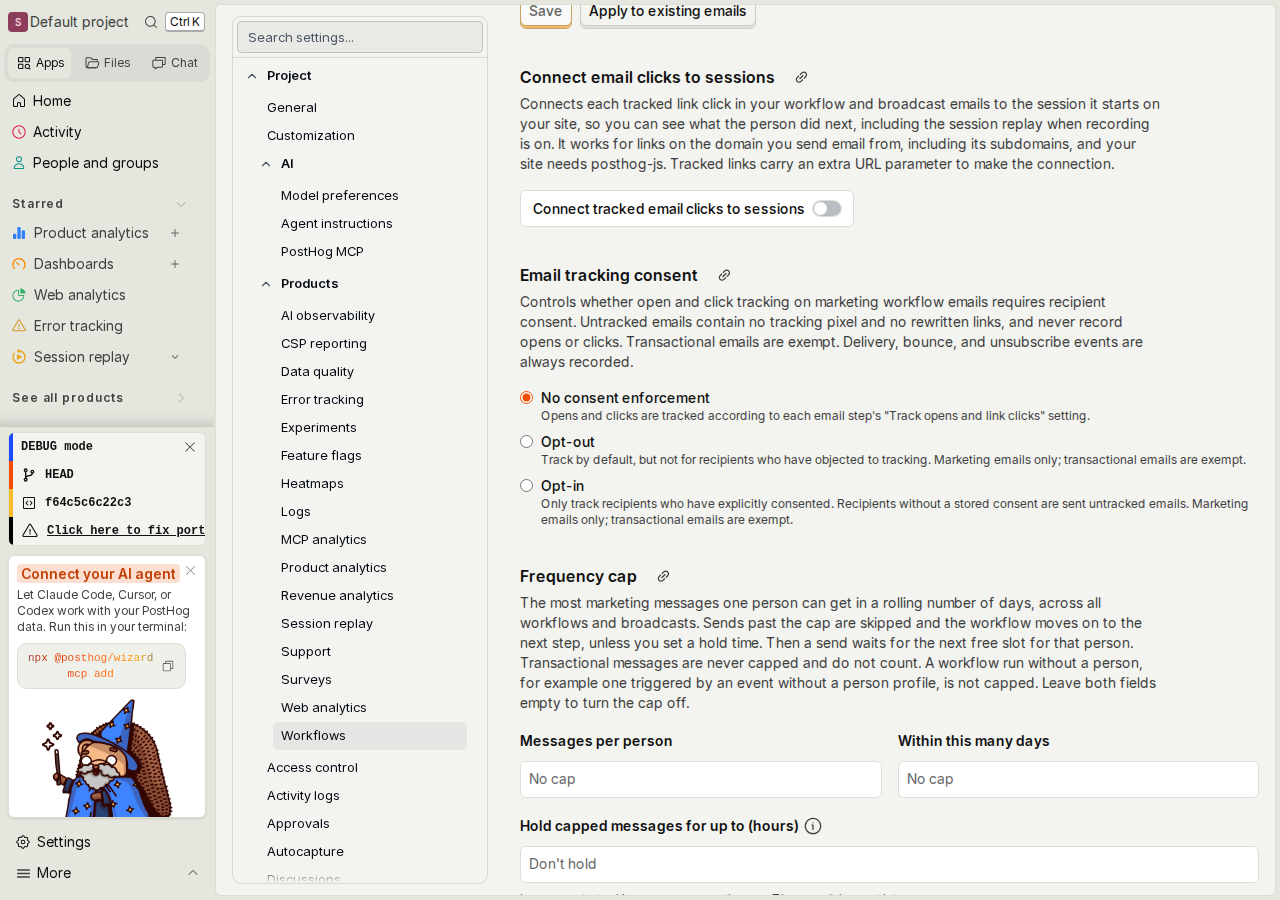 S Default project Ctrl K
Apps Files Chat
Home
Activity
People and groups
Starred
Product analytics
Dashboards
Web analytics
Error tracking
Session replay
See all products
DEBUG mode
HEAD
f64c5c6c22c3
Click here to fix port
Connect your AI agent
Let Claude Code, Cursor, or
Codex work with your PostHog
data. Run this in your terminal:
npx @posthog/wizard
mcp add
Settings
More
Search settings...
Project
General
Customization
AI
Model preferences
Agent instructions
PostHog MCP
Products
AI observability
CSP reporting
Data quality
Error tracking
Experiments
Feature flags
Heatmaps
Logs
MCP analytics
Product analytics
Revenue analytics
Session replay
Support
Surveys
Web analytics
Workflows
Access control
Activity logs
Approvals
Autocapture
Discussions
Save Apply to existing emails
Connect email clicks to sessions
Connects each tracked link click in your workflow and broadcast emails to the session it starts on
your site, so you can see what the person did next, including the session replay when recording
is on. It works for links on the domain you send email from, including its subdomains, and your
site needs posthog-js. Tracked links carry an extra URL parameter to make the connection.
Connect tracked email clicks to sessions
Email tracking consent
Controls whether open and click tracking on marketing workflow emails requires recipient
consent. Untracked emails contain no tracking pixel and no rewritten links, and never record
opens or clicks. Transactional emails are exempt. Delivery, bounce, and unsubscribe events are
always recorded.
No consent enforcement
Opens and clicks are tracked according to each email step's "Track opens and link clicks" setting.
Opt-out
Track by default, but not for recipients who have objected to tracking. Marketing emails only; transactional emails are exempt.
Opt-in
Only track recipients who have explicitly consented. Recipients without a stored consent are sent untracked emails. Marketing
emails only; transactional emails are exempt.
Frequency cap
The most marketing messages one person can get in a rolling number of days, across all
workflows and broadcasts. Sends past the cap are skipped and the workflow moves on to the
next step, unless you set a hold time. Then a send waits for the next free slot for that person.
Transactional messages are never capped and do not count. A workflow run without a person,
for example one triggered by an event without a person profile, is not capped. Leave both fields
empty to turn the cap off.
Messages per person Within this many days
No cap No cap
Hold capped messages for up to (hours)
Don't hold